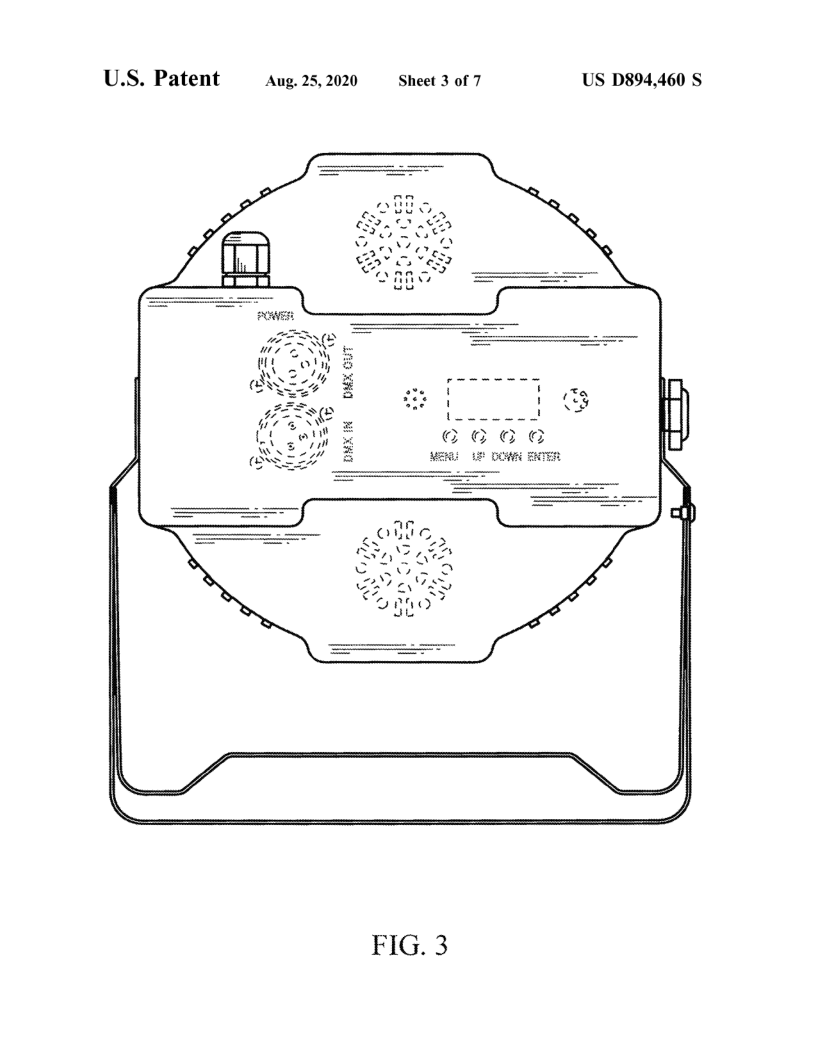 U.S. Patent Aug. 25, 2020 Sheet 3 of 7 US D894,460 S
POWER
DMX OUT
DMX IN
MENU UP DOWN ENTER
FIG. 3